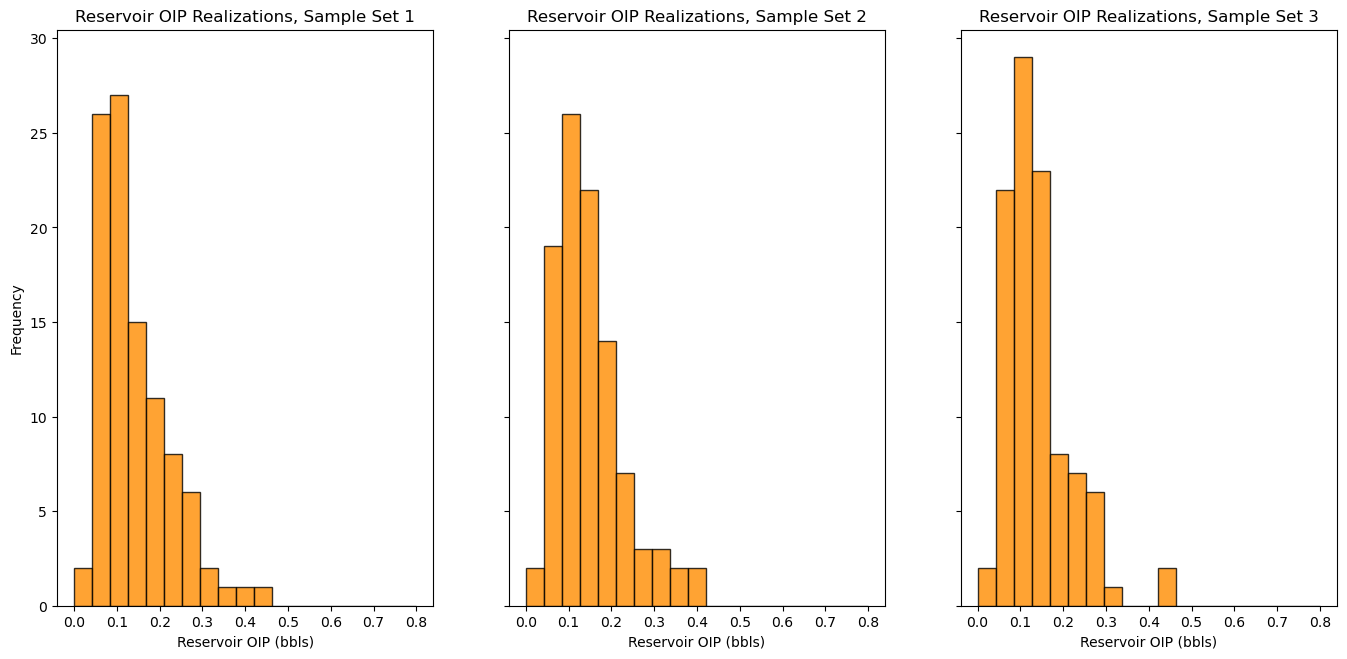 Reservoir OIP Realizations, Sample Set 1
Reservoir OIP Realizations, Sample Set 2
Reservoir OIP Realizations, Sample Set 3
30
25
20
15
10
5
0
Frequency
0.0 0.1 0.2 0.3 0.4 0.5 0.6 0.7 0.8
Reservoir OIP (bbls)
0.0 0.1 0.2 0.3 0.4 0.5 0.6 0.7 0.8
Reservoir OIP (bbls)
0.0 0.1 0.2 0.3 0.4 0.5 0.6 0.7 0.8
Reservoir OIP (bbls)